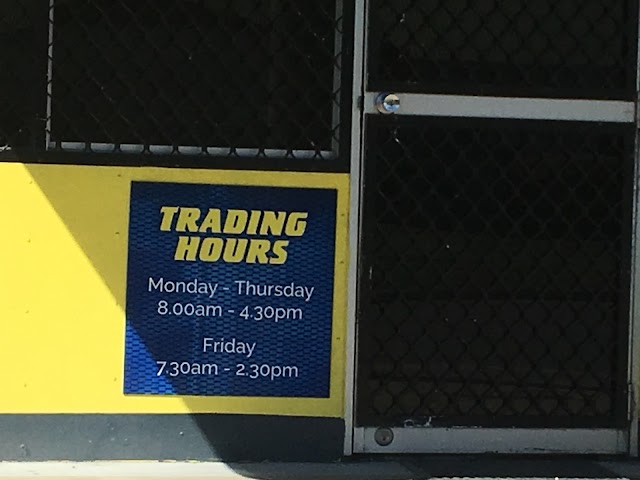 TRADING
HOURS
Monday - Thursday
8.00am - 4.30pm
Friday
7.30am - 2.30pm